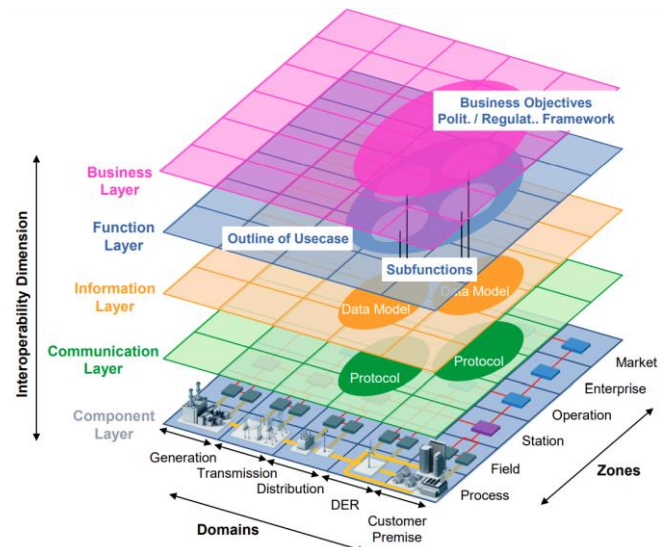 Business Objectives
Polit. / Regulat.. Framework
Business
Layer
Function
Layer
Outline of Usecase
Subfunctions
Information
Layer
Data Model
Data Model
Communication
Layer
Protocol
Protocol
Component
Layer
Interoperability Dimension
Market
Enterprise
Operation
Station
Field
Process
Zones
Generation
Transmission
Distribution
DER
Customer
Premise
Domains